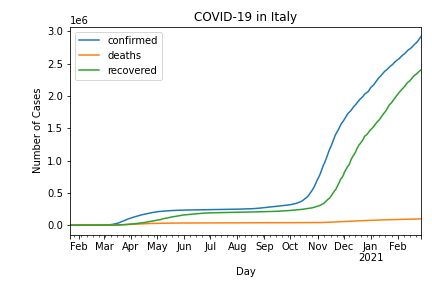 COVID-19 in Italy
1e6
confirmed
deaths
recovered
Number of Cases
3.0
2.5
2.0
1.5
1.0
0.5
0.0
Feb Mar Apr May Jun Jul Aug Sep Oct Nov Dec Jan Feb
2021
Day